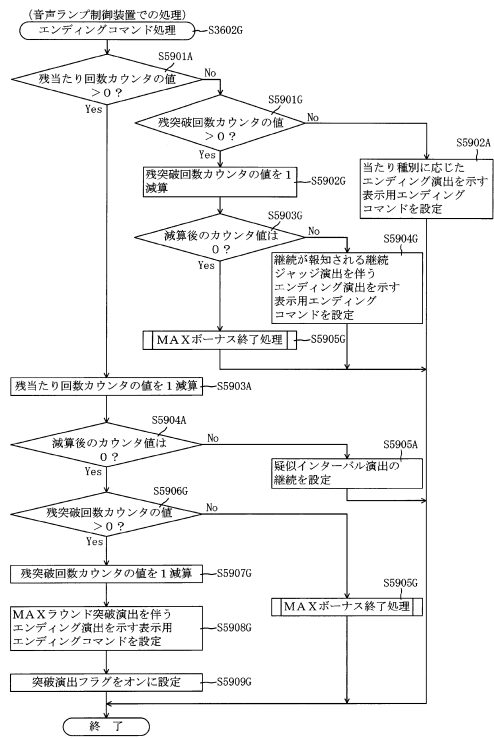 (音声ランプ制御装置での処理)
エンディングコマンド処理
S3602G
S5901A
残当たり回数カウンタの値
>0?
No
Yes
S5901G
残突破回数カウンタの値
>0?
No
Yes
S5902A
当たり種別に応じた
エンディング演出を示す
表示用エンディング
コマンドを設定
残突破回数カウンタの値を1
減算
S5902G
S5903G
減算後のカウンタ値は
0?
No
Yes
S5904G
継続が報知される継続
ジャッジ演出を伴う
エンディング演出を示す
表示用エンディング
コマンドを設定
MAXボーナス終了処理
S5905G
残当たり回数カウンタの値を1減算
S5903A
S5904A
減算後のカウンタ値は
0?
No
Yes
S5905A
疑似インターバル演出の
継続を設定
S5906G
残突破回数カウンタの値
>0?
No
Yes
残突破回数カウンタの値を1減算
S5907G
S5905G
MAXボーナス終了処理
MAXラウンド突破演出を伴う
エンディング演出を示す表示用
エンディングコマンドを設定
S5908G
突破演出フラグをオンに設定
S5909G
終 了